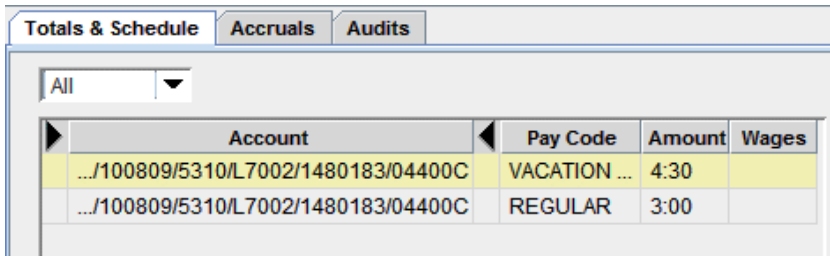 Totals & Schedule Accruals Audits
All
Account Pay Code Amount Wages
.../100809/5310/L7002/1480183/04400C VACATION ... 4:30
.../100809/5310/L7002/1480183/04400C REGULAR 3:00